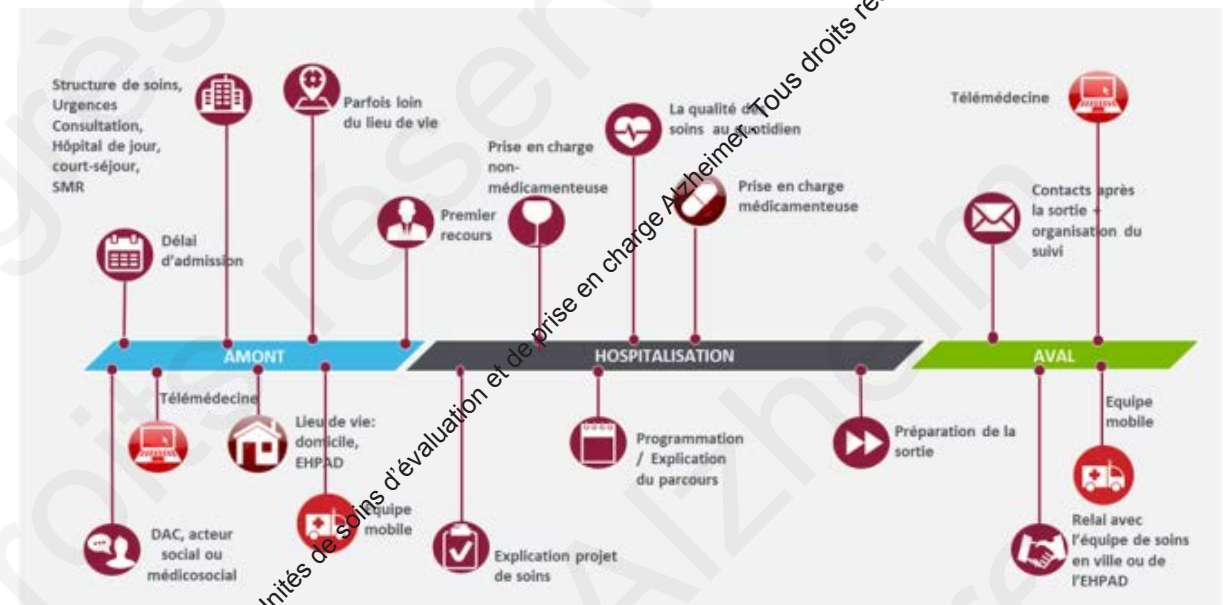 Structure de soins,
Urgences
Consultation,
Hôpital de jour,
court-séjour,
SMR
Parfois loin
du lieu de vie
Délai
d'admission
Premier
recours
Prise en charge
non-
médicamenteuse
La qualité des
soins au quotidien
Prise en charge
médicamenteuse
Télémédecine
Contacts après
la sortie +
organisation du
suivi
AMONT
HOSPITALISATION
AVAL
Télémédecine
Lieu de vie:
domicile,
EHPAD
Equipe
mobile
DAC, acteur
social ou
médicosocial
Explication projet
de soins
Programmation
/ Explication
du parcours
Préparation de la
sortie
Equipe
mobile
Relai avec
l'équipe de soins
en ville ou de
l'EHPAD
Unités de soins d'évaluation et de prise en charge Alzheimer - Tous droits